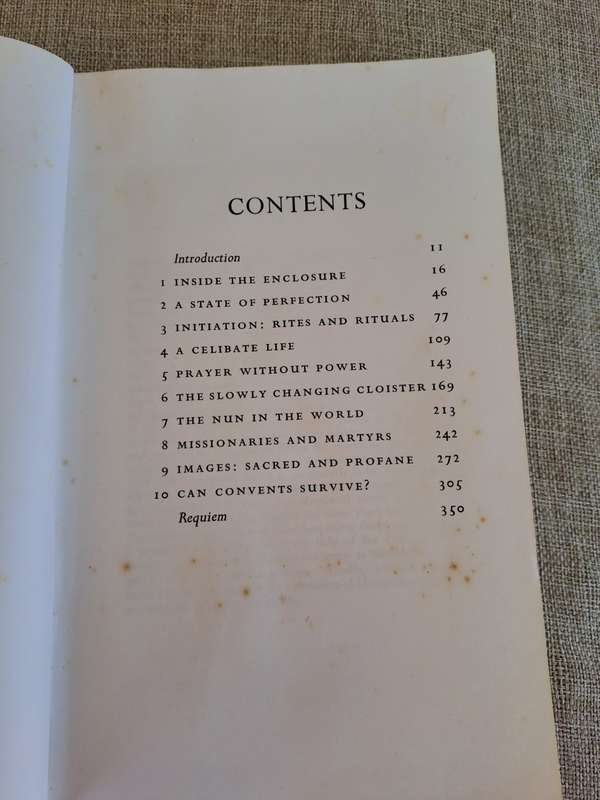 CONTENTS
Introduction 11
1 INSIDE THE ENCLOSURE 16
2 A STATE OF PERFECTION 46
3 INITIATION: RITES AND RITUALS 77
4 A CELIBATE LIFE 109
5 PRAYER WITHOUT POWER 143
6 THE SLOWLY CHANGING CLOISTER 169
7 THE NUN IN THE WORLD 213
8 MISSIONARIES AND MARTYRS 242
9 IMAGES: SACRED AND PROFANE 272
10 CAN CONVENTS SURVIVE? 305
Requiem 350